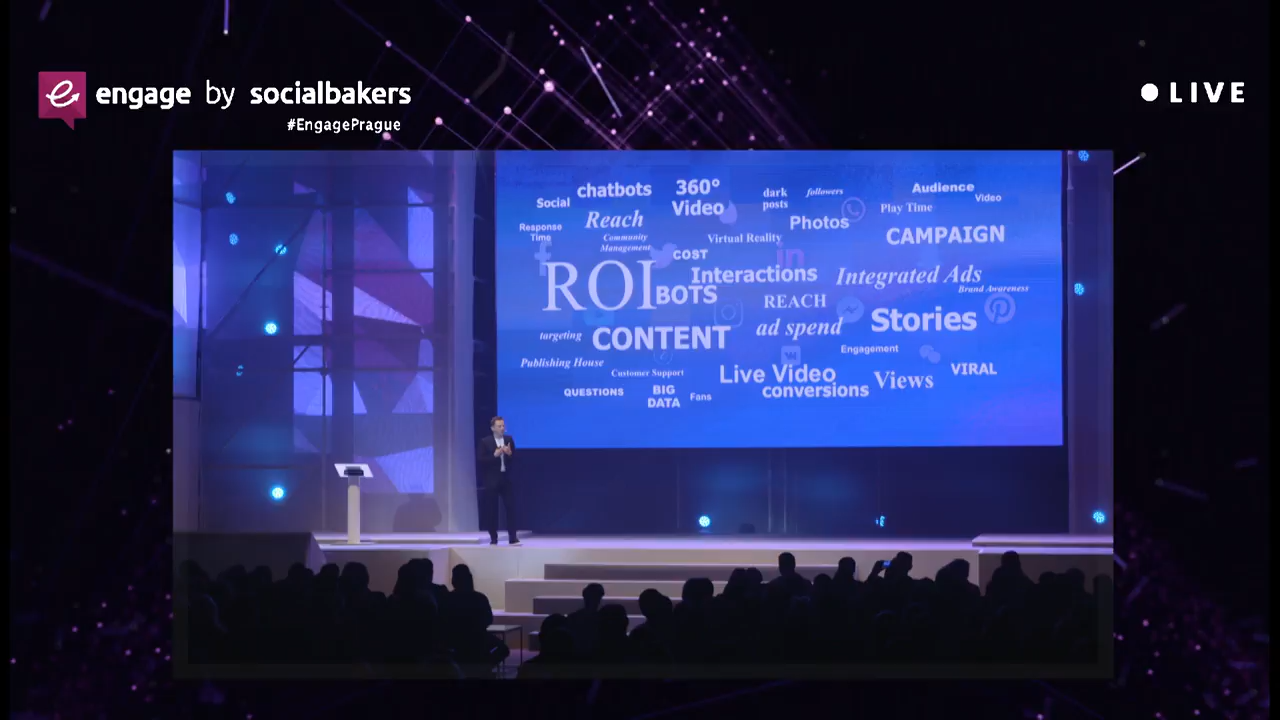 engage by socialbakers
#EngagePrague
LIVE
chatbots
360°
Video
Social
dark
posts
followers
Audience
Video
Play Time
Reach
Response
Time
Community
Management
Photos
Virtual Reality
CAMPAIGN
COST
in
Interactions
Integrated Ads
Brand Awareness
ROI
BOTS
REACH
ad spend
Stories
targeting
CONTENT
Engagement
Publishing House
Customer Support
Live Video
conversions
Views
VIRAL
QUESTIONS
BIG
DATA
Fans